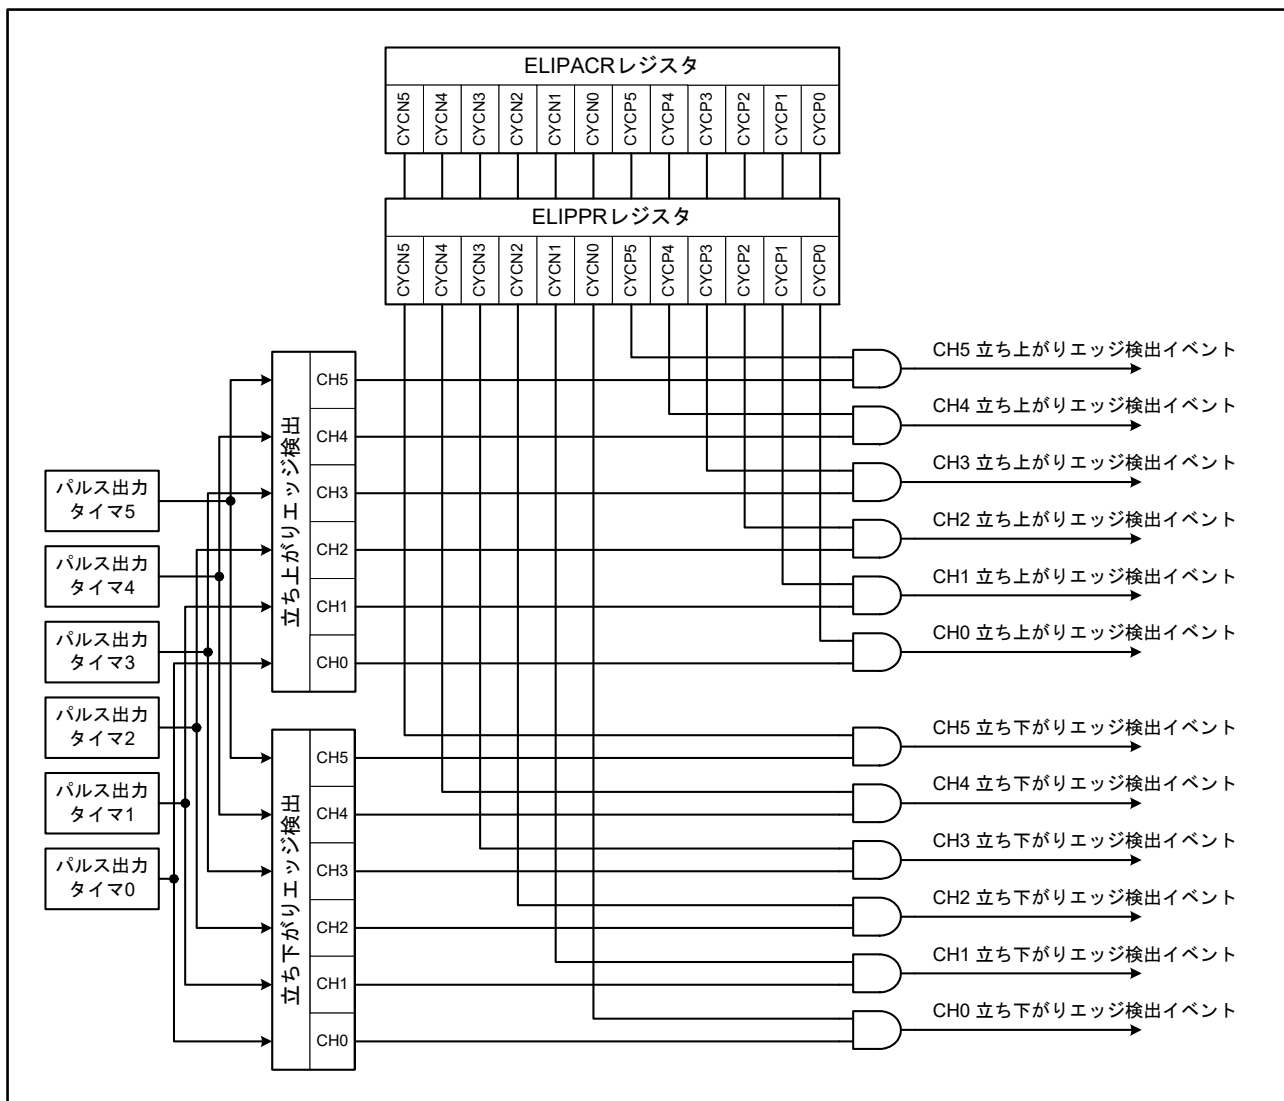 ELIPACRレジスタ
CYCN5
CYCN4
CYCN3
CYCN2
CYCN1
CYCN0
CYCP5
CYCP4
CYCP3
CYCP2
CYCP1
CYCP0
ELIPPRレジスタ
CYCN5
CYCN4
CYCN3
CYCN2
CYCN1
CYCN0
CYCP5
CYCP4
CYCP3
CYCP2
CYCP1
CYCP0
パルス出力
タイマ5
パルス出力
タイマ4
パルス出力
タイマ3
パルス出力
タイマ2
パルス出力
タイマ1
パルス出力
タイマ0
立ち上がりエッジ検出
CH5
CH4
CH3
CH2
CH1
CH0
立ち下がりエッジ検出
CH5
CH4
CH3
CH2
CH1
CH0
CH5 立ち上がりエッジ検出イベント
CH4 立ち上がりエッジ検出イベント
CH3 立ち上がりエッジ検出イベント
CH2 立ち上がりエッジ検出イベント
CH1 立ち上がりエッジ検出イベント
CH0 立ち上がりエッジ検出イベント
CH5 立ち下がりエッジ検出イベント
CH4 立ち下がりエッジ検出イベント
CH3 立ち下がりエッジ検出イベント
CH2 立ち下がりエッジ検出イベント
CH1 立ち下がりエッジ検出イベント
CH0 立ち下がりエッジ検出イベント